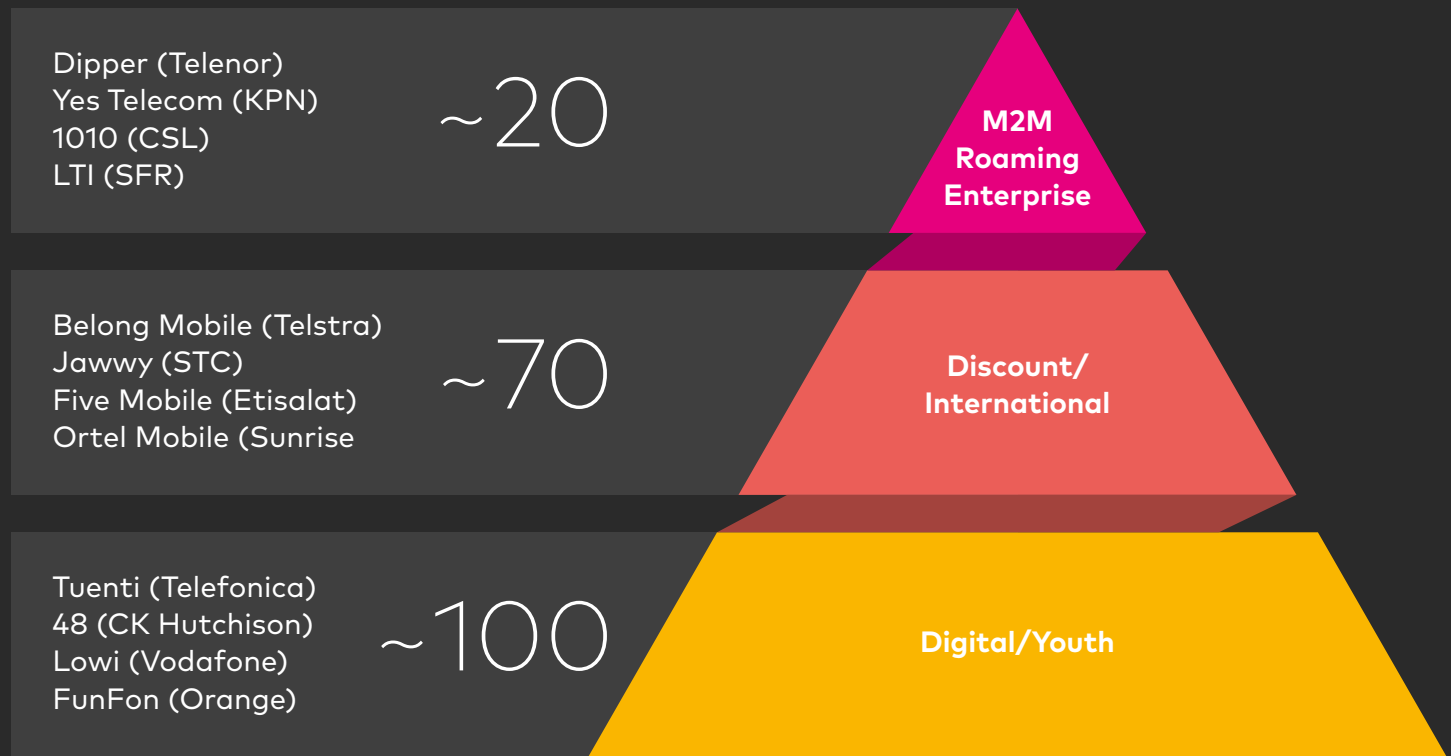 Dipper (Telenor)
Yes Telecom (KPN)
1010 (CSL)
LTI (SFR)
~20
M2M
Roaming
Enterprise
Belong Mobile (Telstra)
Jawwy (STC)
Five Mobile (Etisalat)
Ortel Mobile (Sunrise
~70
Discount/
International
Tuenti (Telefonica)
48 (CK Hutchison)
Lowi (Vodafone)
FunFon (Orange)
~100
Digital/Youth